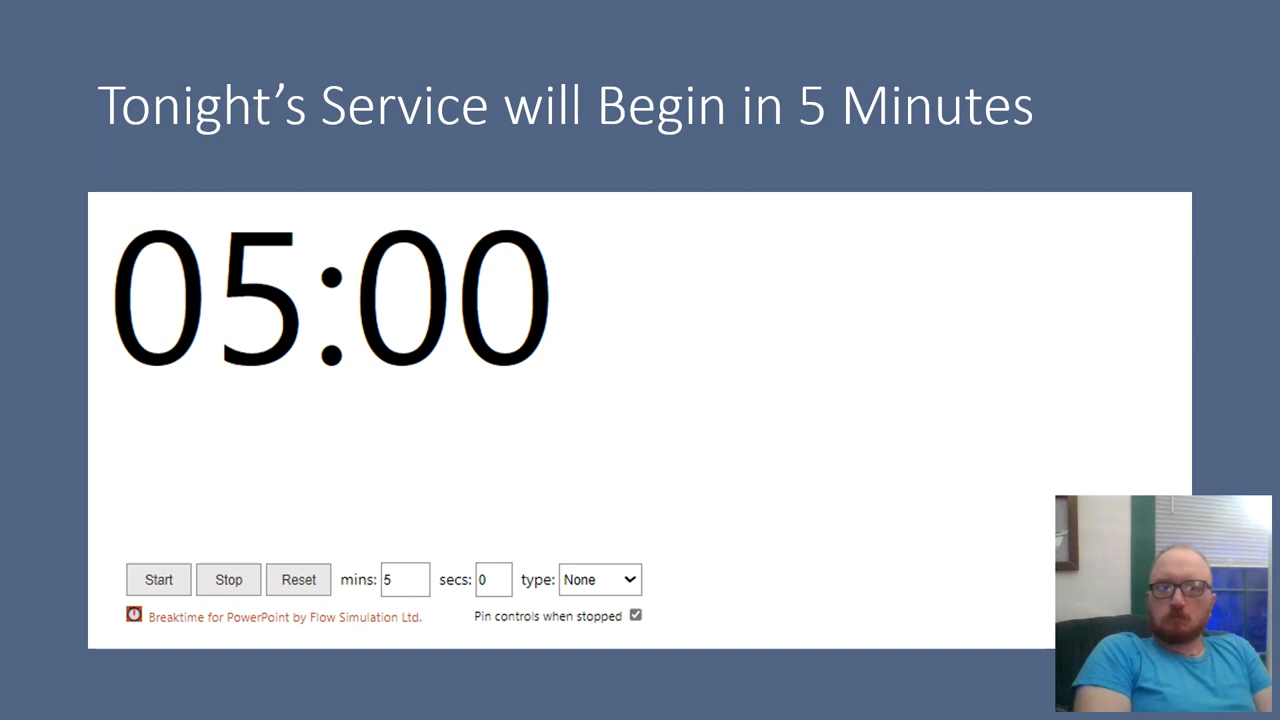 Tonight’s Service will Begin in 5 Minutes
05:00
Start Stop Reset mins: 5 secs: 0 type: None
Breaktime for PowerPoint by Flow Simulation Ltd. Pin controls when stopped